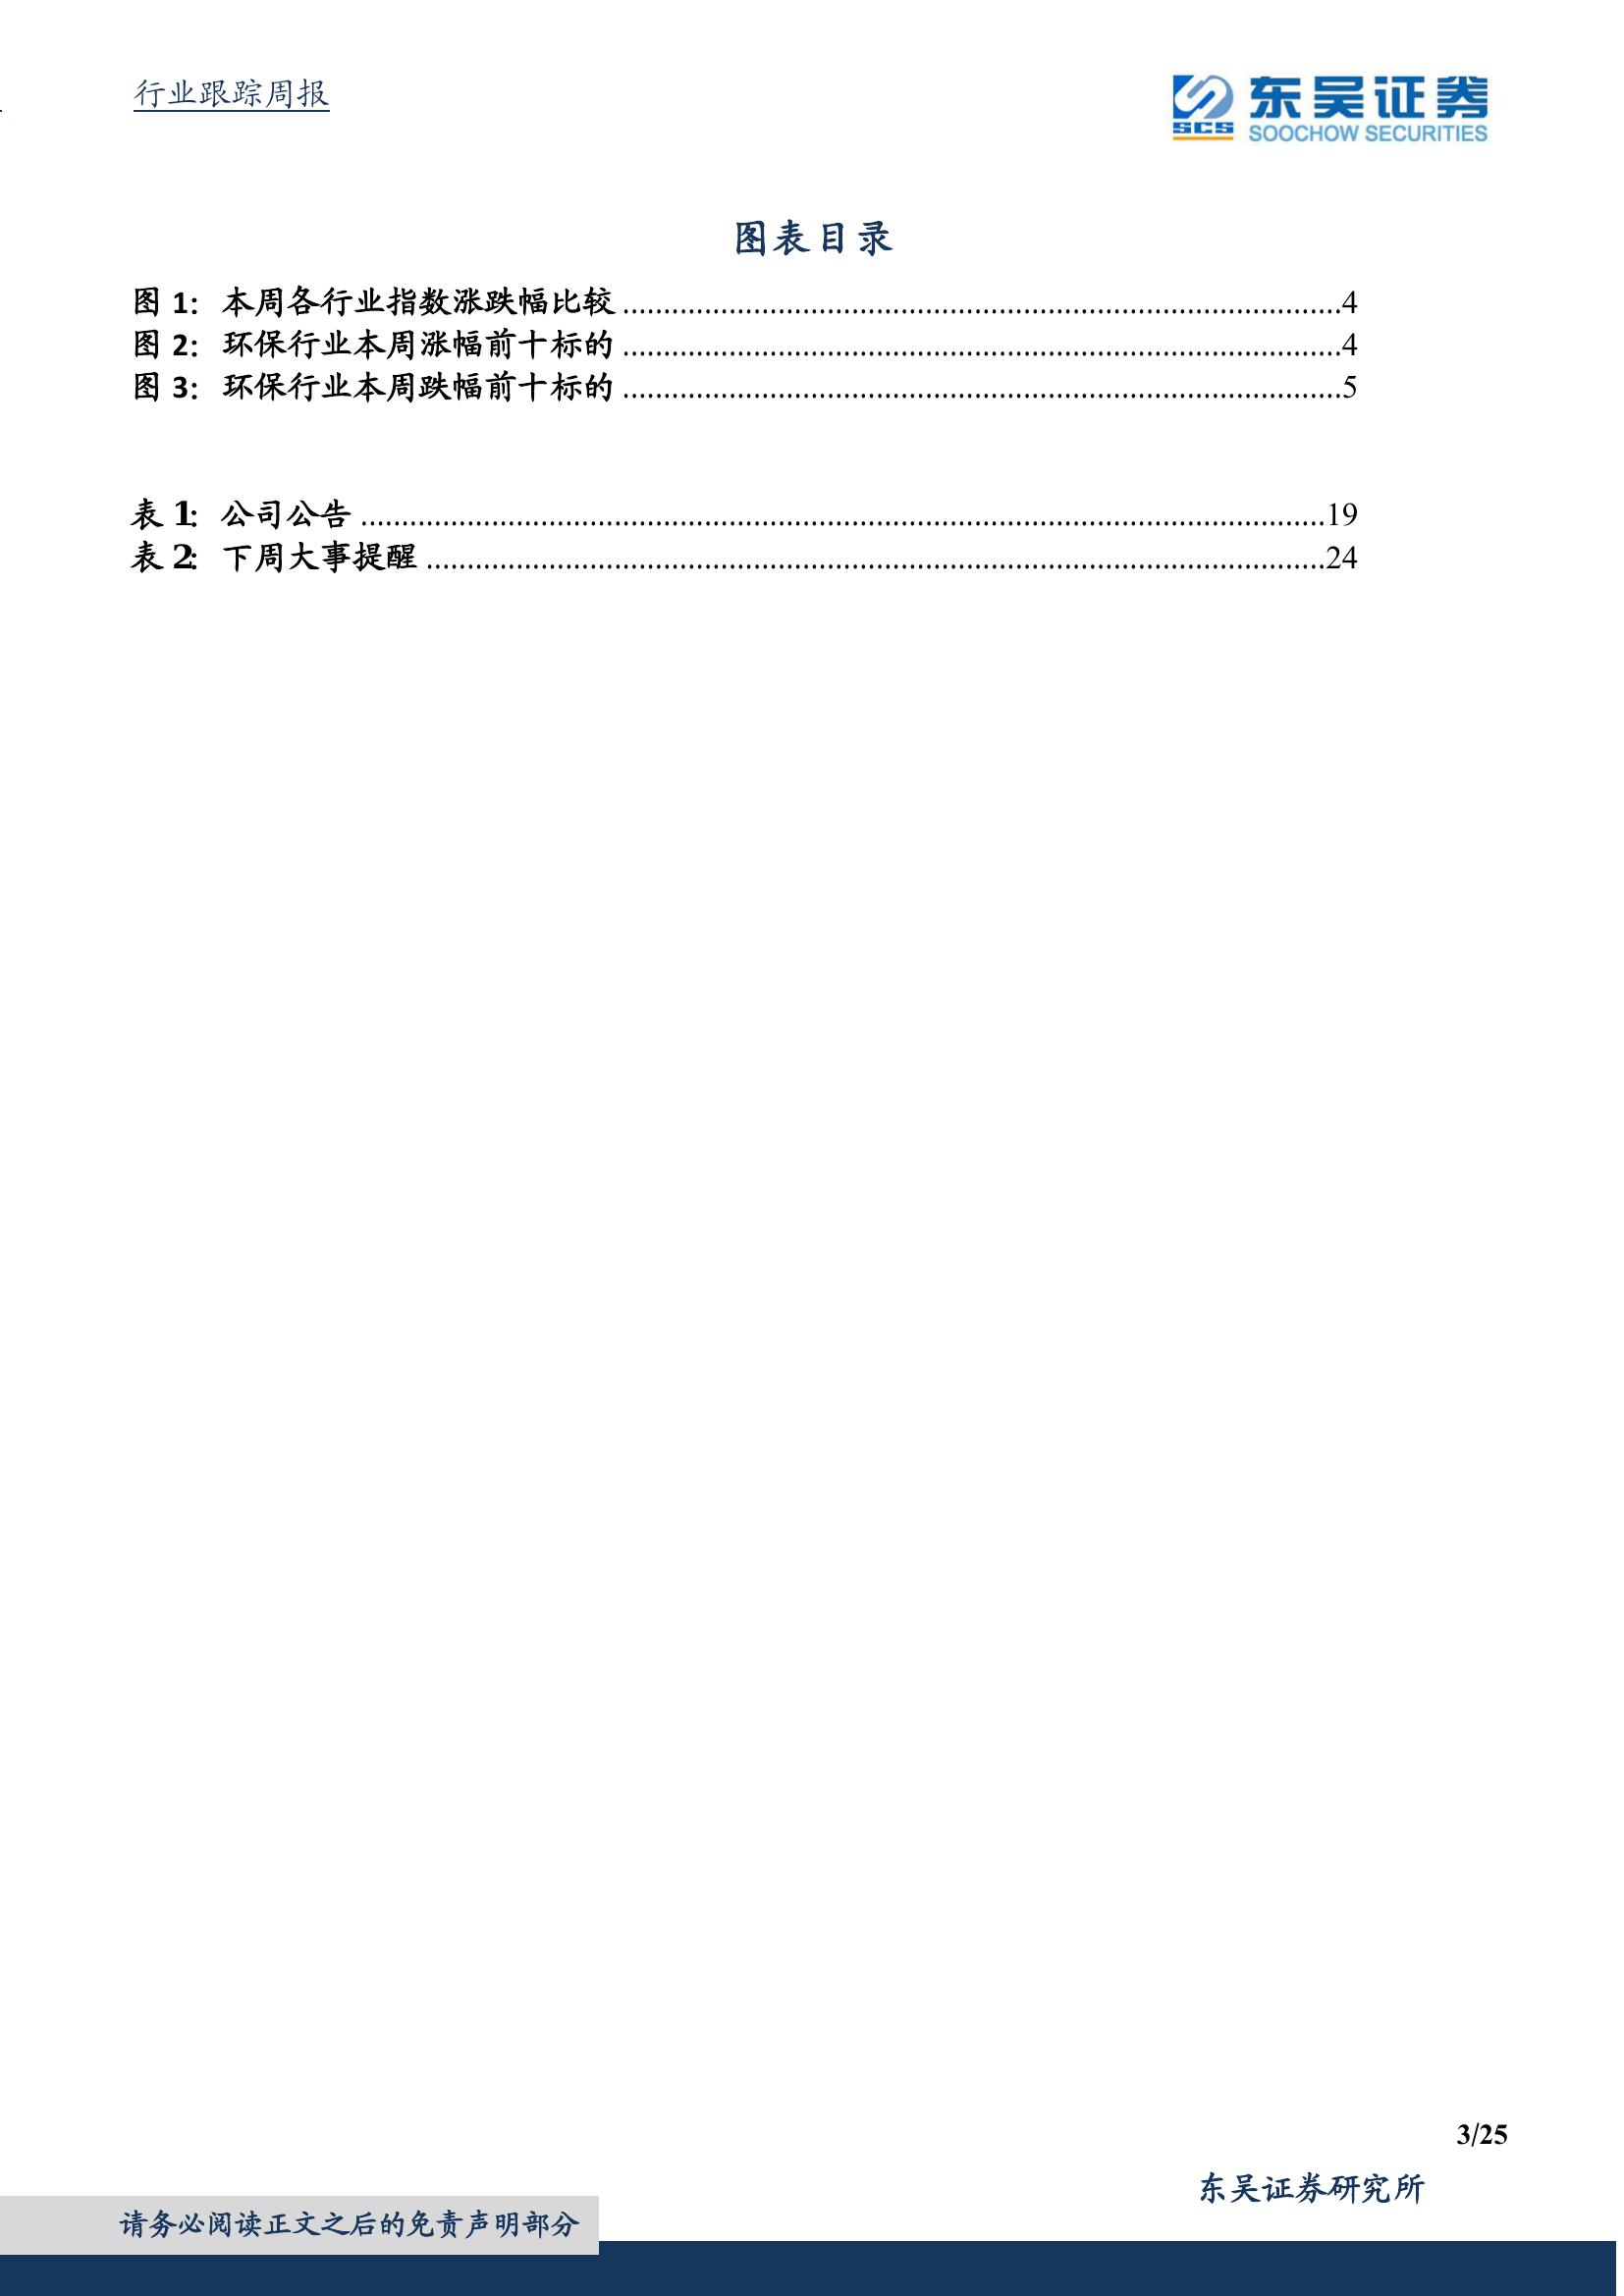 行业跟踪周报
SCS
东吴证券
SOOCHOW SECURITIES
图表目录
图 1： 本周各行业指数涨跌幅比较 ........................................................................................4
图 2： 环保行业本周涨幅前十标的 ........................................................................................4
图 3： 环保行业本周跌幅前十标的 ........................................................................................5
表 1： 公司公告 ......................................................................................................................19
表 2： 下周大事提醒 ..............................................................................................................24
3/25
东吴证券研究所
请务必阅读正文之后的免责声明部分